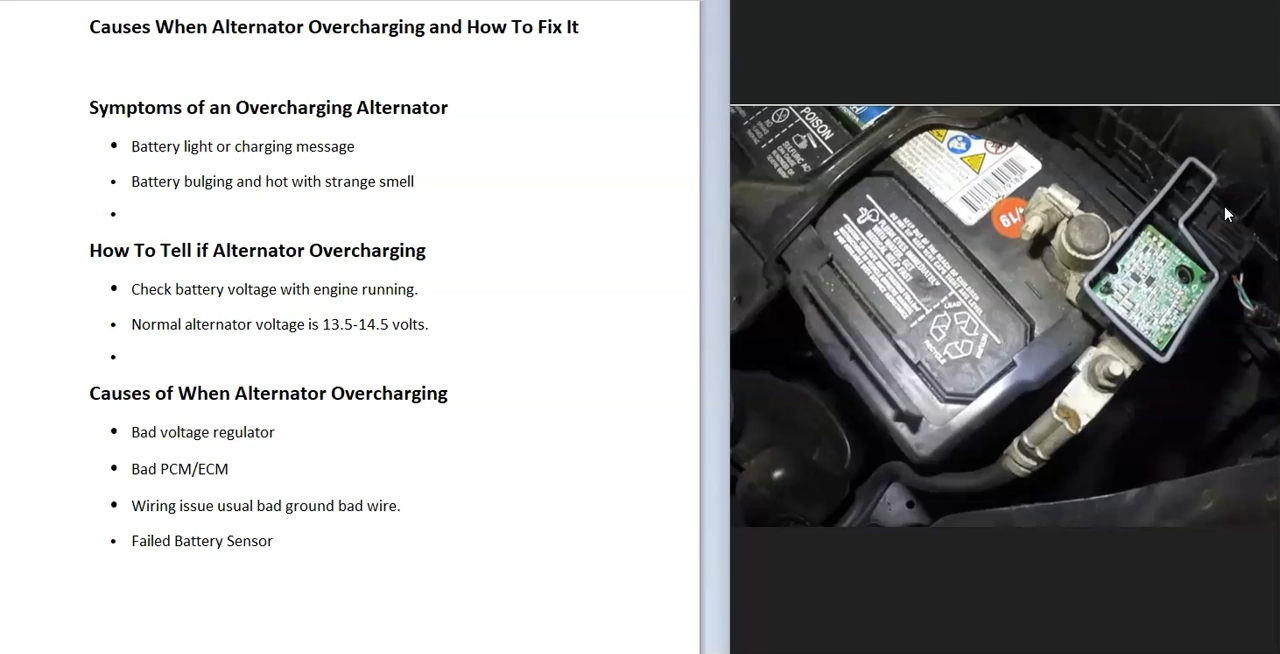 Causes When Alternator Overcharging and How To Fix It
Symptoms of an Overcharging Alternator
Battery light or charging message
Battery bulging and hot with strange smell
How To Tell if Alternator Overcharging
Check battery voltage with engine running.
Normal alternator voltage is 13.5-14.5 volts.
Causes of When Alternator Overcharging
Bad voltage regulator
Bad PCM/ECM
Wiring issue usual bad ground bad wire.
Failed Battery Sensor
POISON
LEAD
RETURN
RECYCLE